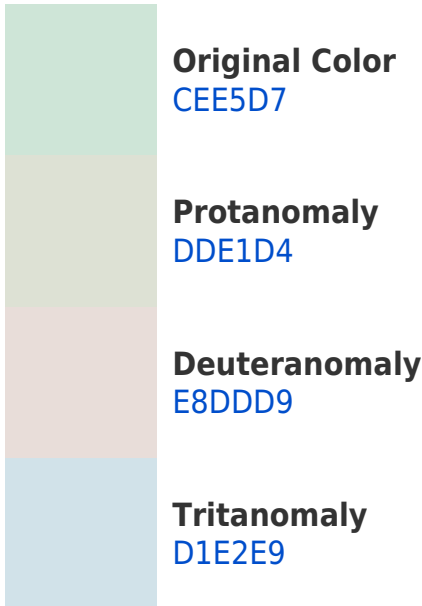 Original Color
CEE5D7
Protanomaly
DDE1D4
Deuteranomaly
E8DDD9
Tritanomaly
D1E2E9